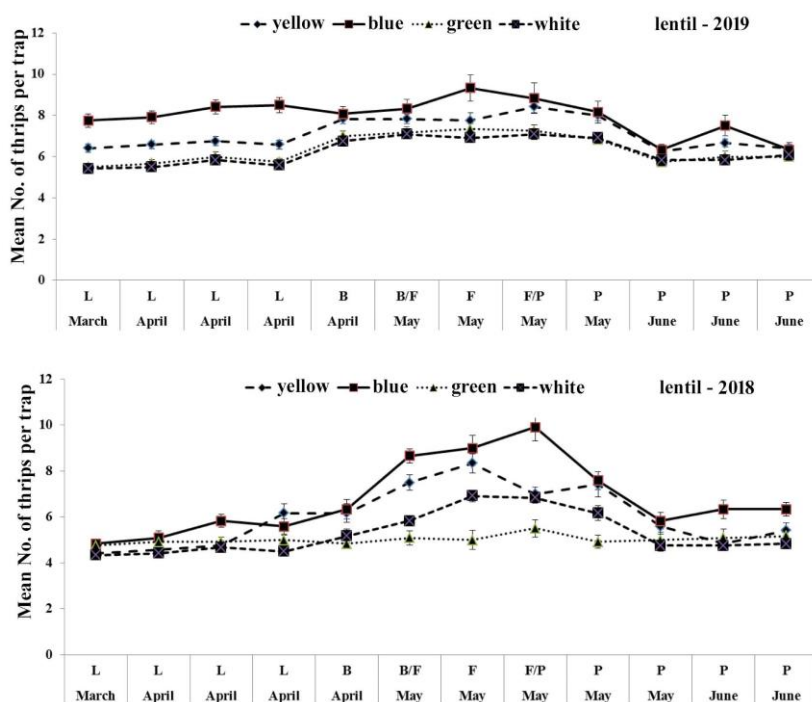 yellow blue green white lentil - 2019
Mean No. of thrips per trap
12
10
8
6
4
2
0
L L L L B B/F F F/P P P P P
March April April April April May May May May June June June
yellow blue green white lentil - 2018
Mean No. of thrips per trap
12
10
8
6
4
2
0
L L L L B B/F F F/P P P P P
March April April April April May May May May May June June